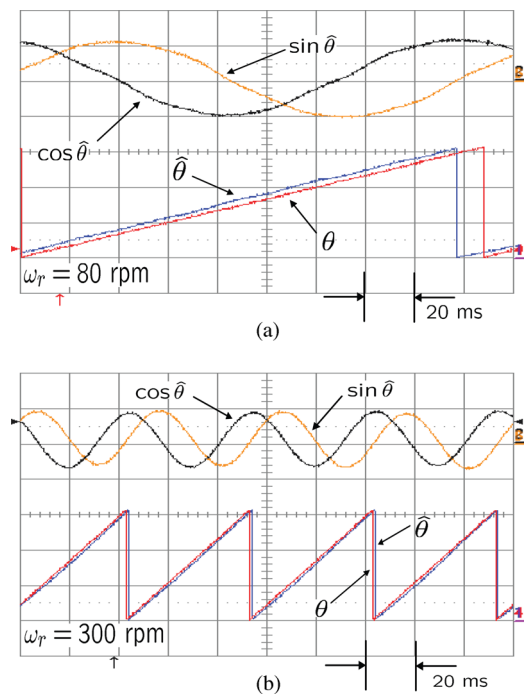 sin θ̂
cos θ̂
θ̂
θ
ωᵣ = 80 rpm
20 ms
(a)
cos θ̂
sin θ̂
θ̂
θ
ωᵣ = 300 rpm
20 ms
(b)